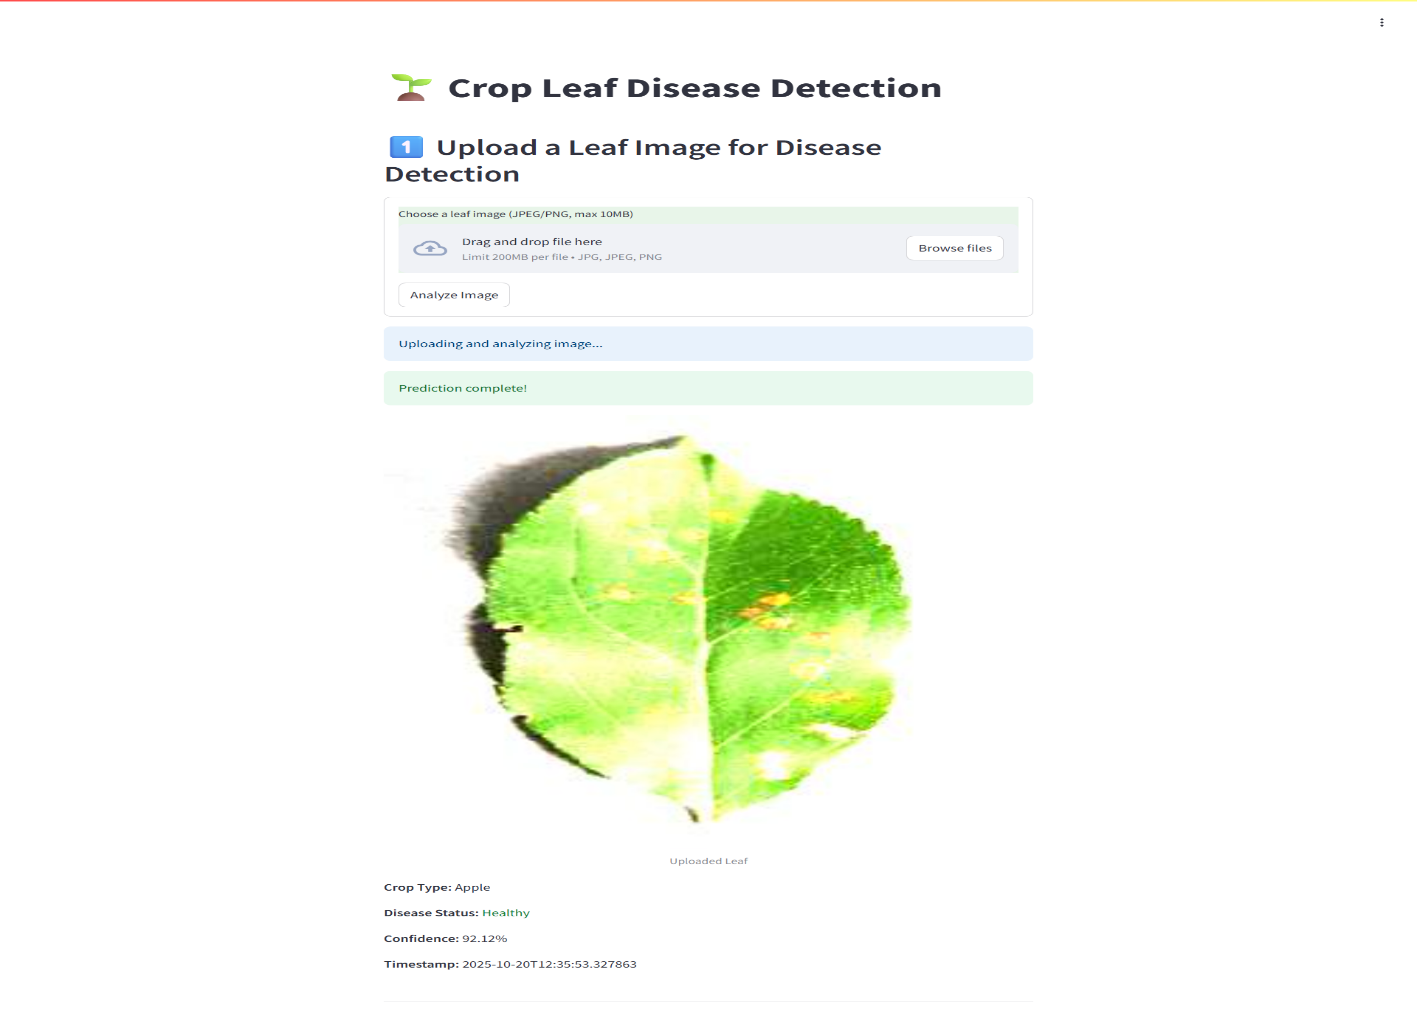 Crop Leaf Disease Detection
1 Upload a Leaf Image for Disease
Detection
Choose a leaf image (JPEG/PNG, max 10MB)
Drag and drop file here
Limit 200MB per file • JPG, JPEG, PNG
Browse files
Analyze Image
Uploading and analyzing image...
Prediction complete!
Uploaded Leaf
Crop Type: Apple
Disease Status: Healthy
Confidence: 92.12%
Timestamp: 2025-10-20T12:35:53.327863